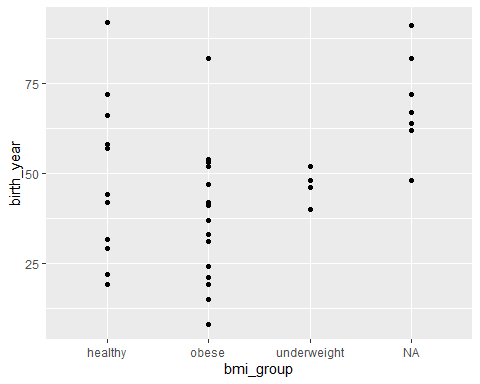 birth_year
75
50
25
healthy
obese
underweight
NA
bmi_group